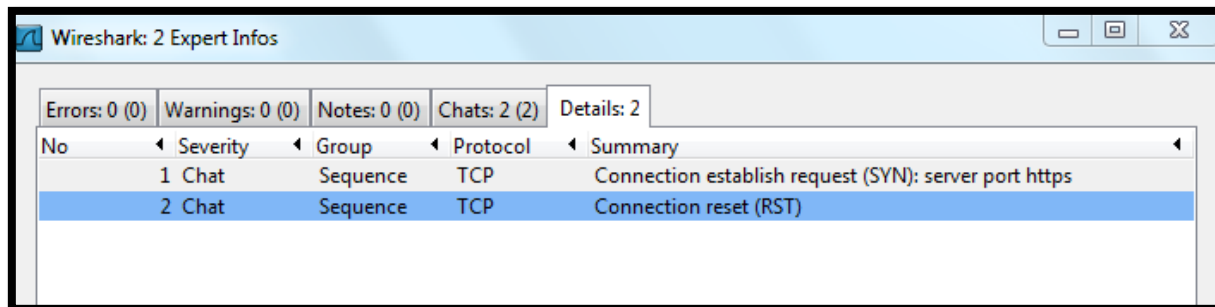 Wireshark: 2 Expert Infos
Errors: 0 (0) Warnings: 0 (0) Notes: 0 (0) Chats: 2 (2) Details: 2
No Severity Group Protocol Summary
1 Chat Sequence TCP Connection establish request (SYN): server port https
2 Chat Sequence TCP Connection reset (RST)